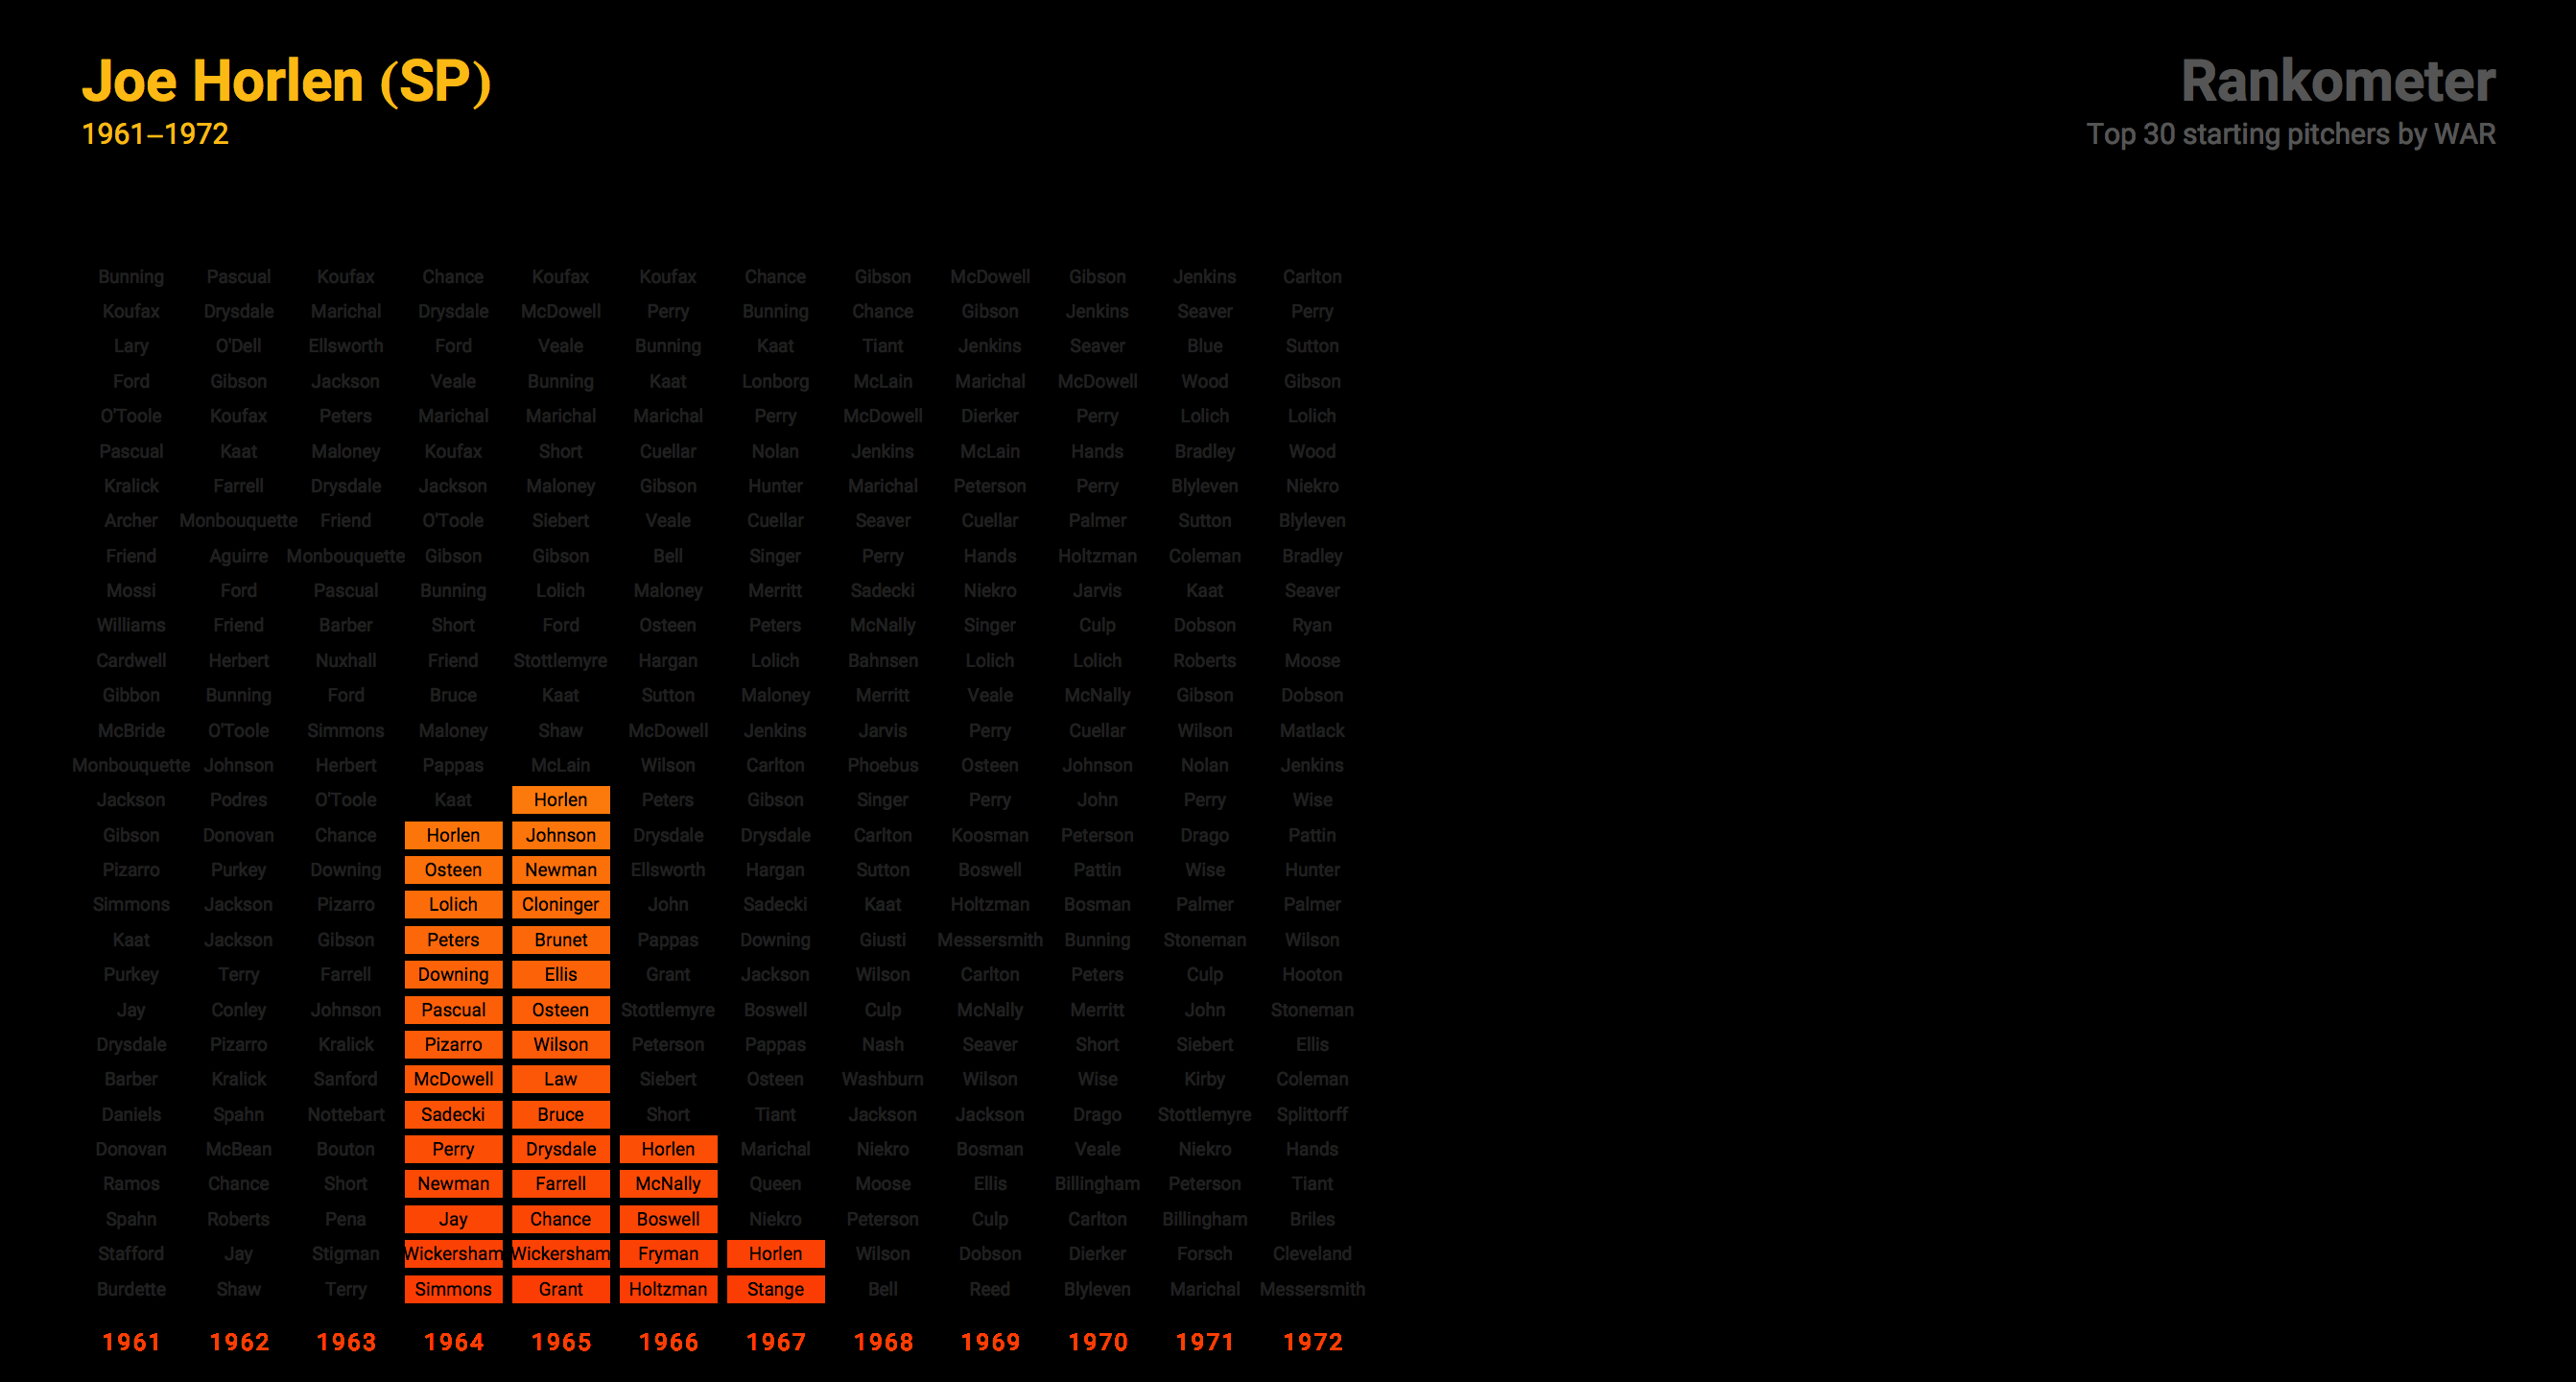 Joe Horlen (SP)
1961–1972
Rankometer
Top 30 starting pitchers by WAR
Bunning Pascual Koufax Chance Koufax Koufax Chance Gibson McDowell Gibson Jenkins Carlton
Koufax Drysdale Marichal Drysdale McDowell Perry Bunning Chance Gibson Jenkins Seaver Perry
Lary O'Dell Ellsworth Ford Veale Bunning Kaat Tiant Jenkins Seaver Blue Sutton
Ford Gibson Jackson Veale Bunning Kaat Lonborg McLain Marichal McDowell Wood Gibson
O'Toole Koufax Peters Marichal Marichal Marichal Perry McDowell Dierker Perry Lolich Lolich
Pascual Kaat Maloney Koufax Short Cuellar Nolan Jenkins McLain Hands Bradley Wood
Kralick Farrell Drysdale Jackson Maloney Gibson Hunter Marichal Peterson Perry Blyleven Niekro
Archer Monbouquette Friend O'Toole Siebert Veale Cuellar Seaver Cuellar Palmer Sutton Blyleven
Friend Aguirre Monbouquette Gibson Gibson Bell Singer Perry Hands Holtzman Coleman Bradley
Mossi Ford Pascual Bunning Lolich Maloney Merritt Sadecki Niekro Jarvis Kaat Seaver
Williams Friend Barber Short Ford Osteen Peters McNally Singer Culp Dobson Ryan
Cardwell Herbert Nuxhall Friend Stottlemyre Hargan Lolich Bahnsen Lolich Lolich Roberts Moose
Gibbon Bunning Ford Bruce Kaat Sutton Maloney Merritt Veale McNally Gibson Dobson
McBride O'Toole Simmons Maloney Shaw McDowell Jenkins Jarvis Perry Cuellar Wilson Matlack
Monbouquette Johnson Herbert Pappas McLain Wilson Carlton Phoebus Osteen Johnson Nolan Jenkins
Jackson Podres O'Toole Kaat Horlen Peters Gibson Singer Perry John Perry Wise
Gibson Donovan Chance Horlen Johnson Drysdale Drysdale Carlton Koosman Peterson Drago Pattin
Pizarro Purkey Downing Osteen Newman Ellsworth Hargan Sutton Boswell Pattin Wise Hunter
Simmons Jackson Pizarro Lolich Cloninger John Sadecki Kaat Holtzman Bosman Palmer Palmer
Kaat Jackson Gibson Peters Brunet Pappas Downing Giusti Messersmith Bunning Stoneman Wilson
Purkey Terry Farrell Downing Ellis Grant Jackson Wilson Carlton Peters Culp Hooton
Jay Conley Johnson Pascual Osteen Stottlemyre Boswell Culp McNally Merritt John Stoneman
Drysdale Pizarro Kralick Pizarro Wilson Peterson Pappas Nash Seaver Short Siebert Ellis
Barber Kralick Sanford McDowell Law Siebert Osteen Washburn Wilson Wise Kirby Coleman
Daniels Spahn Nottebart Sadecki Bruce Short Tiant Jackson Jackson Drago Stottlemyre Splittorff
Donovan McBean Bouton Perry Drysdale Horlen Marichal Niekro Bosman Veale Niekro Hands
Ramos Chance Short Newman Farrell McNally Queen Moose Ellis Billingham Peterson Tiant
Spahn Roberts Pena Jay Chance Boswell Niekro Peterson Culp Carlton Billingham Briles
Stafford Jay Stigman Wickersham Wickersham Fryman Horlen Wilson Dobson Dierker Forsch Cleveland
Burdette Shaw Terry Simmons Grant Holtzman Stange Bell Reed Blyleven Marichal Messersmith
1961 1962 1963 1964 1965 1966 1967 1968 1969 1970 1971 1972